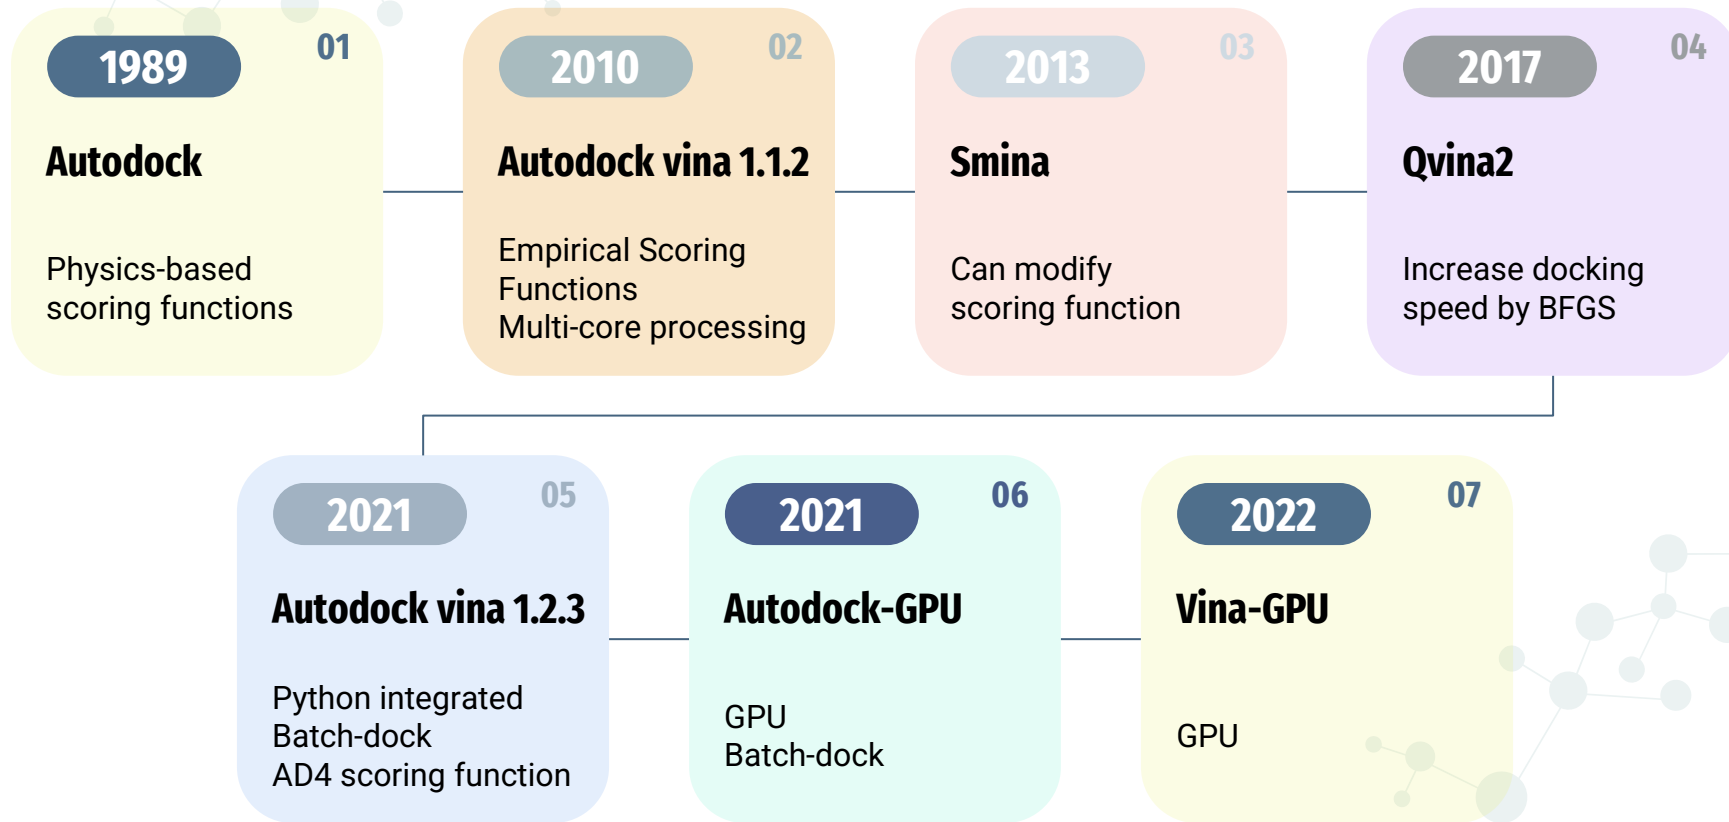 1989
01
Autodock
Physics-based
scoring functions
2010
02
Autodock vina 1.1.2
Empirical Scoring
Functions
Multi-core processing
2013
03
Smina
Can modify
scoring function
2017
04
Qvina2
Increase docking
speed by BFGS
2021
05
Autodock vina 1.2.3
Python integrated
Batch-dock
AD4 scoring function
2021
06
Autodock-GPU
GPU
Batch-dock
2022
07
Vina-GPU
GPU